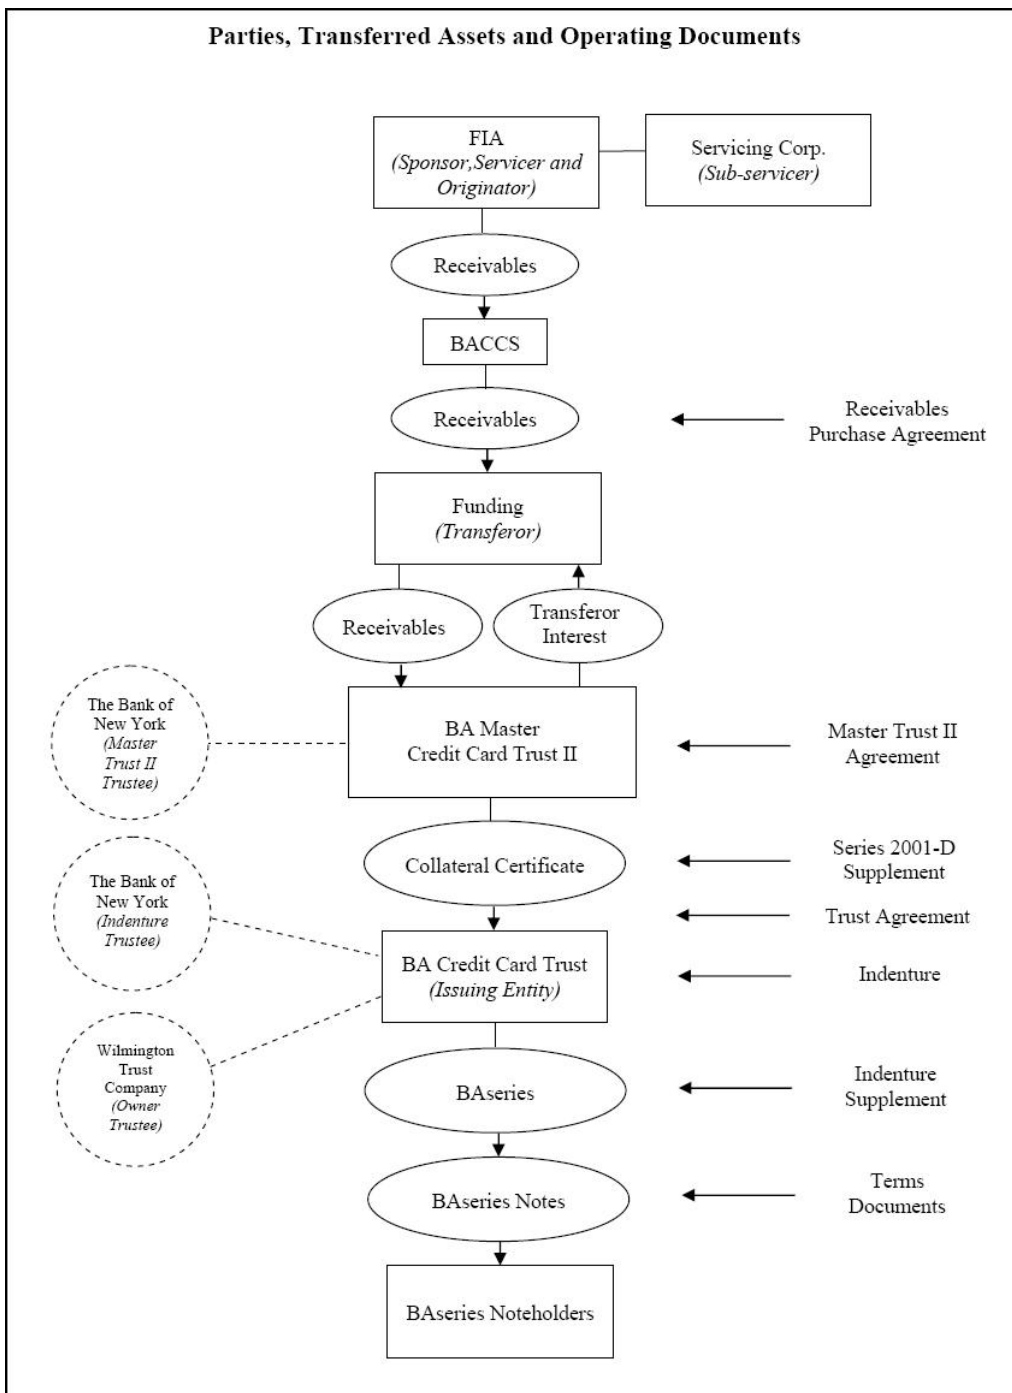 Parties, Transferred Assets and Operating Documents
FIA
(Sponsor,Servicer and
Originator)
Servicing Corp.
(Sub-servicer)
Receivables
BACCS
Receivables
Receivables
Purchase Agreement
Funding
(Transferor)
Receivables
Transferor
Interest
The Bank of
New York
(Master
Trust II
Trustee)
BA Master
Credit Card Trust II
Master Trust II
Agreement
Collateral Certificate
Series 2001-D
Supplement
The Bank of
New York
(Indenture
Trustee)
Trust Agreement
BA Credit Card Trust
(Issuing Entity)
Indenture
Wilmington
Trust
Company
(Owner
Trustee)
BAseries
Indenture
Supplement
BAseries Notes
Terms
Documents
BAseries Noteholders